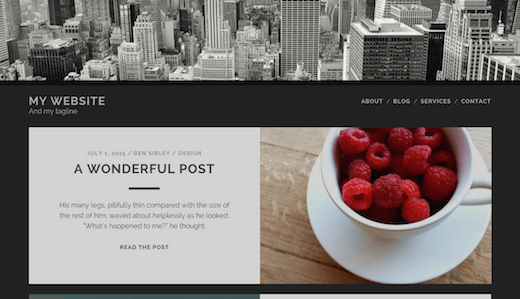 MY WEBSITE
And my tagline
ABOUT / BLOG / SERVICES / CONTACT
JULY 1, 2015 / BEN SIBLEY / DESIGN
A WONDERFUL POST
His many legs, pitifully thin compared with the size of
the rest of him, waved about helplessly as he looked.
"What's happened to me?" he thought.
READ THE POST